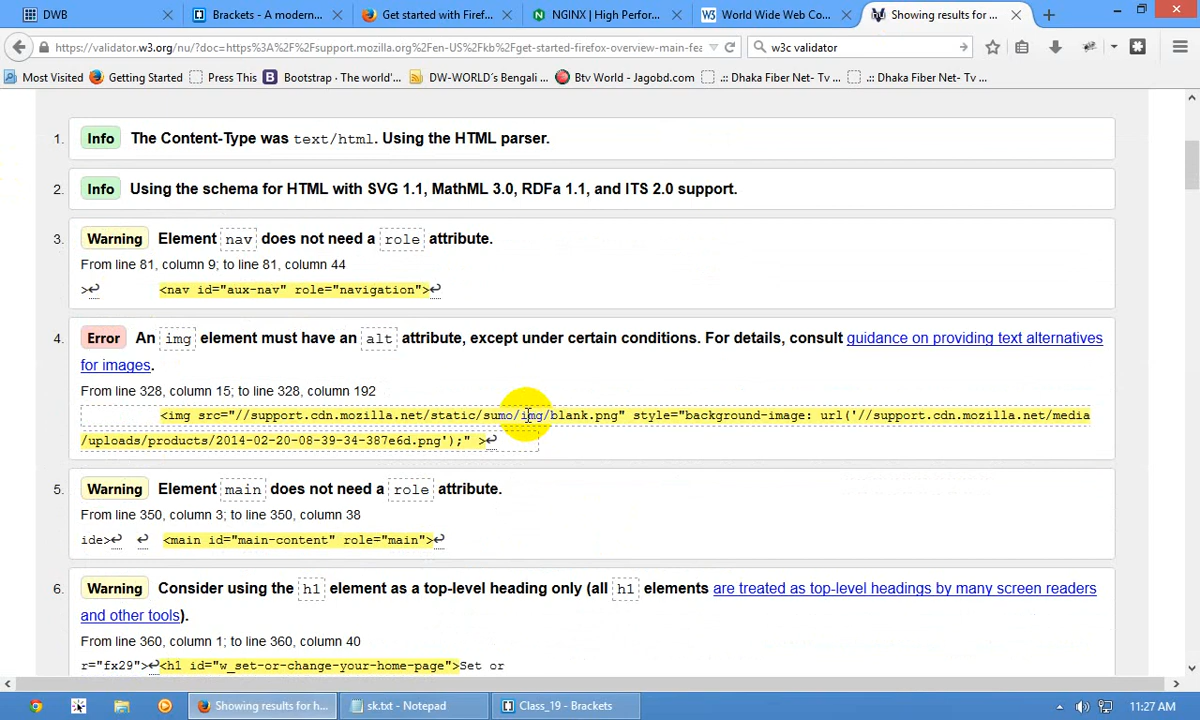 DWB
Brackets - A modern...
Get started with Firef...
NGINX | High Perfor...
World Wide Web Co...
Showing results for ...
https://validator.w3.org/nu/?doc=https%3A%2F%2Fsupport.mozilla.org%2Fen-US%2Fkb%2Fget-started-firefox-overview-main-fea
w3c validator
Most Visited
Getting Started
Press This
Bootstrap · The world'...
DW-WORLD´s Bengali ...
Btv World - Jagobd.com
.:: Dhaka Fiber Net- Tv ...
.:: Dhaka Fiber Net- Tv ...
1. Info The Content-Type was text/html. Using the HTML parser.
2. Info Using the schema for HTML with SVG 1.1, MathML 3.0, RDFa 1.1, and ITS 2.0 support.
3. Warning Element nav does not need a role attribute.
From line 81, column 9; to line 81, column 44
>↩ <nav id="aux-nav" role="navigation">↩
4. Error An img element must have an alt attribute, except under certain conditions. For details, consult guidance on providing text alternatives
for images.
From line 328, column 15; to line 328, column 192
<img src="//support.cdn.mozilla.net/static/sumo/img/blank.png" style="background-image: url('//support.cdn.mozilla.net/media
/uploads/products/2014-02-20-08-39-34-387e6d.png');" >↩
5. Warning Element main does not need a role attribute.
From line 350, column 3; to line 350, column 38
ide>↩ ↩ <main id="main-content" role="main">↩
6. Warning Consider using the h1 element as a top-level heading only (all h1 elements are treated as top-level headings by many screen readers
and other tools).
From line 360, column 1; to line 360, column 40
r="fx29">↩<h1 id="w_set-or-change-your-home-page">Set or
Showing results for h...
sk.txt - Notepad
Class_19 - Brackets
11:27 AM